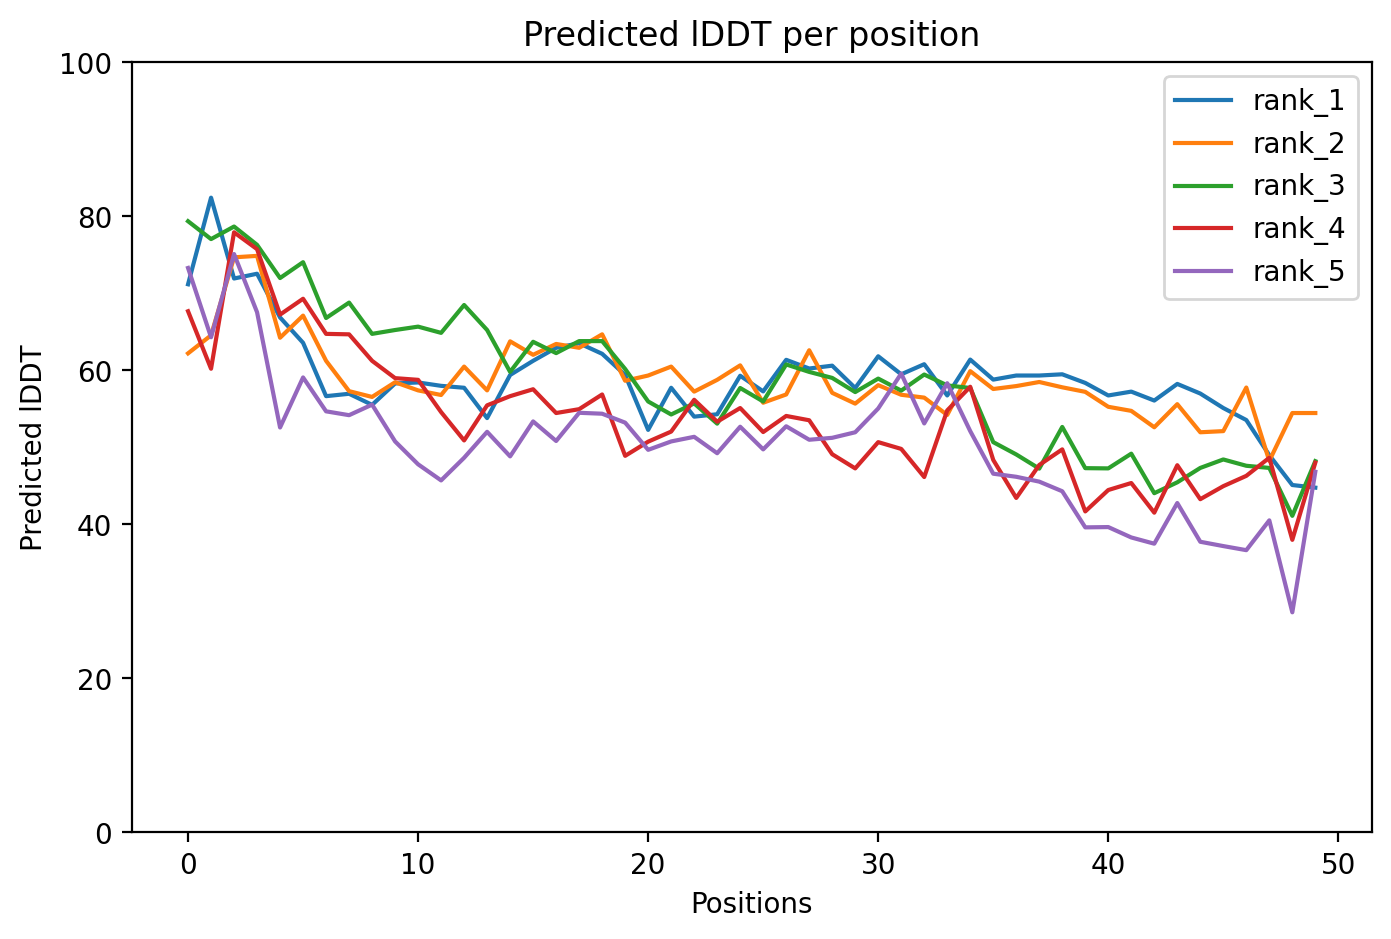 Predicted lDDT per position
100
80
60
40
20
0
Predicted lDDT
0 10 20 30 40 50
Positions
rank_1
rank_2
rank_3
rank_4
rank_5